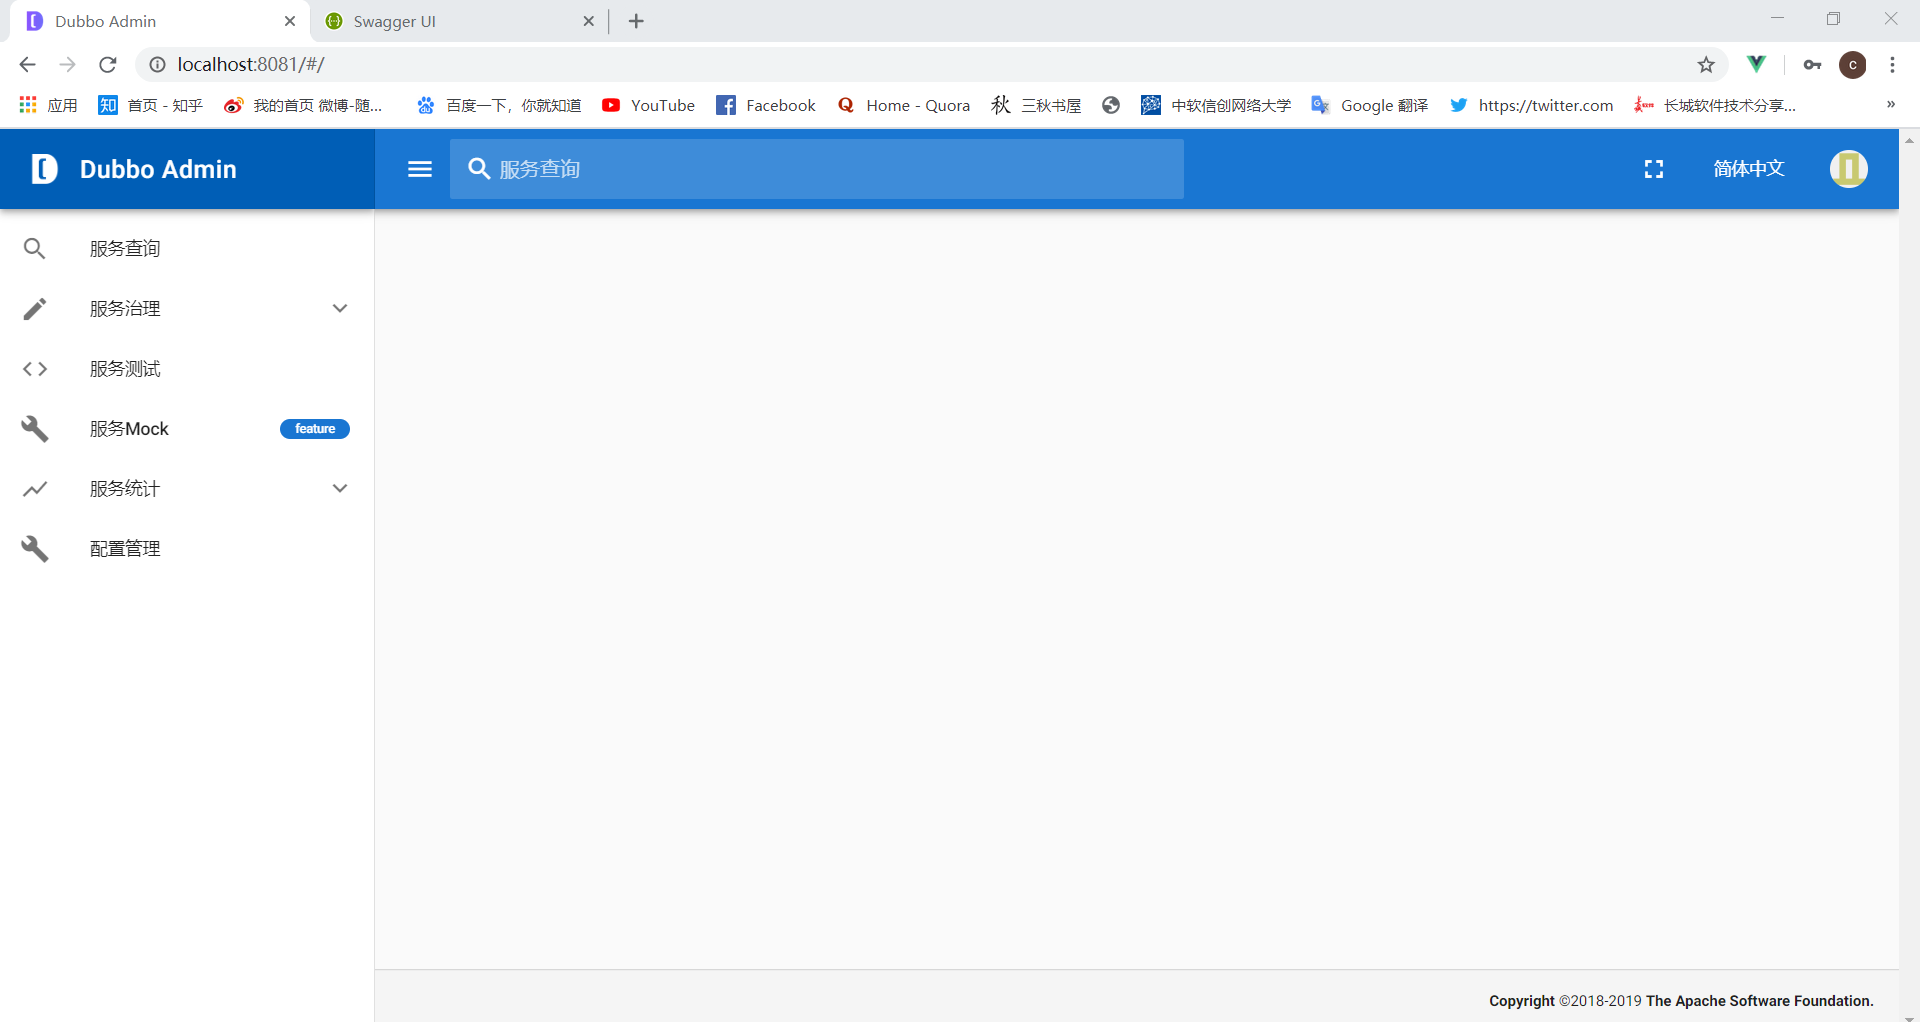 Dubbo Admin
Swagger UI
localhost:8081/#/
应用
知 首页 - 知乎
我的首页 微博-随...
百度一下，你就知道
YouTube
Facebook
Home - Quora
秋 三秋书屋
中软信创网络大学
Google 翻译
https://twitter.com
长城软件技术分享...
»
C
Dubbo Admin
服务查询
简体中文
服务查询
服务治理
服务测试
服务Mock
feature
服务统计
配置管理
Copyright ©2018-2019 The Apache Software Foundation.